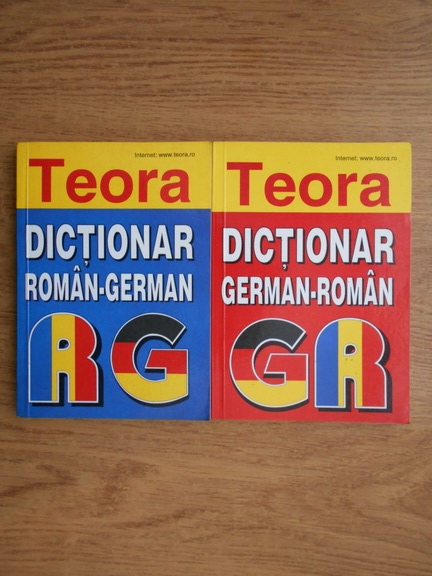 Internet: www.teora.ro
Teora
DICȚIONAR
ROMÂN-GERMAN
RG
Internet: www.teora.ro
Teora
DICȚIONAR
GERMAN-ROMÂN
GR